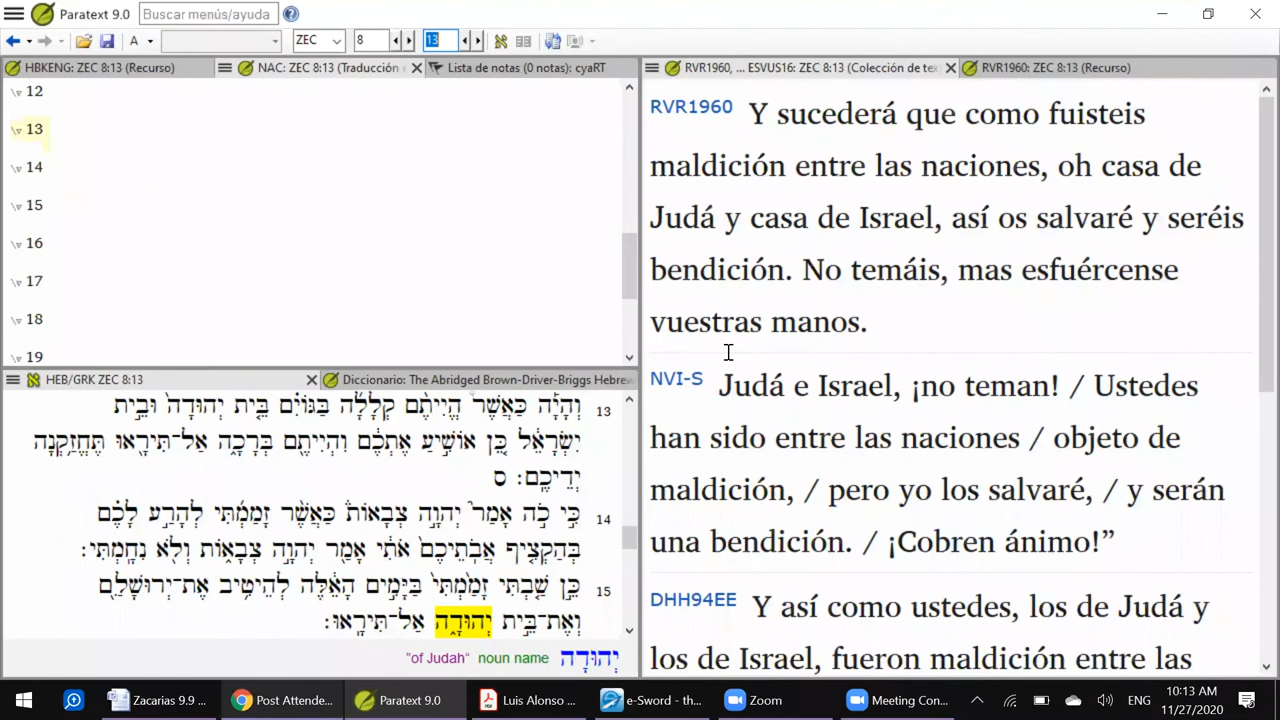 Paratext 9.0
Buscar menús/ayuda
A
ZEC
8
13
HBKENG: ZEC 8:13 (Recurso)
NAC: ZEC 8:13 (Traducción
Lista de notas (0 notas): cyaRT
12
13
14
15
16
17
18
19
HEB/GRK ZEC 8:13
Diccionario: The Abridged Brown-Driver-Briggs Hebrew
13 וְהָיָ֡ה כַּאֲשֶׁר֩ הֱיִיתֶ֨ם קְלָלָ֜ה בַּגּוֹיִ֗ם בֵּ֤ית יְהוּדָה֙ וּבֵ֣ית
יִשְׂרָאֵ֔ל כֵּ֚ן אוֹשִׁ֣יעַ אֶתְכֶ֔ם וִהְיִיתֶ֖ם בְּרָכָ֑ה אַל־תִּירָ֖אוּ תֶּחֱזַ֥קְנָה
יְדֵיכֶֽם׃ ס
14 כִּ֣י כֹ֣ה אָמַר֮ יְהוָ֣ה צְבָאוֹת֒ כַּאֲשֶׁ֨ר זָמַ֜מְתִּי לְהָרַ֣ע לָכֶ֗ם
בְּהַקְצִ֤יף אֲבֹֽתֵיכֶם֙ אֹתִ֔י אָמַ֖ר יְהוָ֣ה צְבָא֑וֹת וְלֹ֖א נִחָֽמְתִּי׃
15 כֵּ֣ן שַׁ֤בְתִּי זָמַ֙מְתִּי֙ בַּיָּמִ֣ים הָאֵ֔לֶּה לְהֵיטִ֥יב אֶת־יְרוּשָׁלִַ֖ם
וְאֶת־בֵּ֣ית יְהוּדָ֑ה אַל־תִּירָֽאוּ׃
"of Judah" noun name יְהוּדָה
RVR1960, ... ESVUS16: ZEC 8:13 (Colección de te
RVR1960: ZEC 8:13 (Recurso)
RVR1960 Y sucederá que como fuisteis
maldición entre las naciones, oh casa de
Judá y casa de Israel, así os salvaré y seréis
bendición. No temáis, mas esfuércense
vuestras manos.
NVI-S Judá e Israel, ¡no teman! / Ustedes
han sido entre las naciones / objeto de
maldición, / pero yo los salvaré, / y serán
una bendición. / ¡Cobren ánimo!”
DHH94EE Y así como ustedes, los de Judá y
los de Israel, fueron maldición entre las
Zacarias 9.9 ...
Post Attende...
Paratext 9.0
Luis Alonso ...
e-Sword - th...
Zoom
Meeting Con...
ENG
10:13 AM
11/27/2020